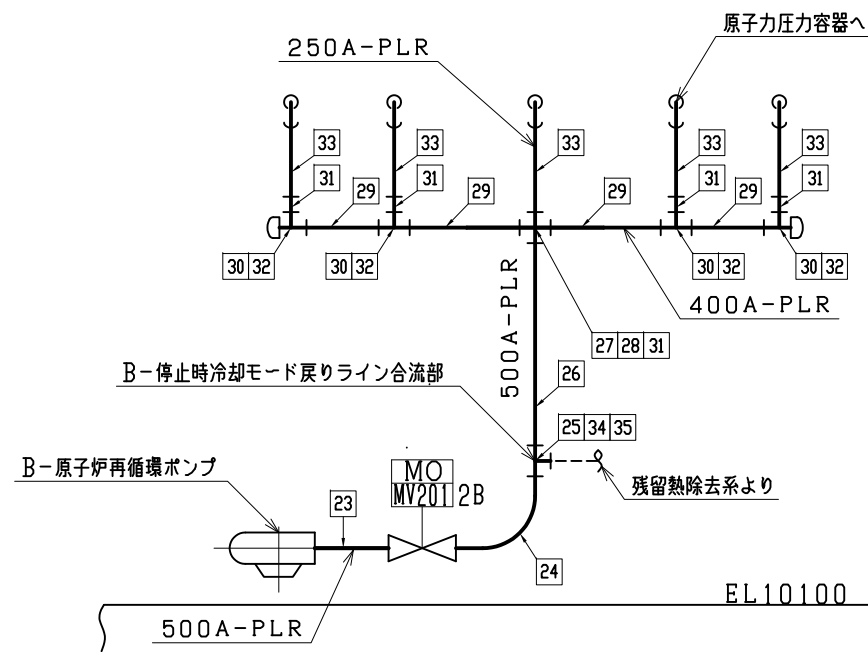 原子力圧力容器へ
250A-PLR
33 33 33 33 33
31 31 31 31
29 29 29 29
30 32 30 32 30 32 30 32
500A-PLR
400A-PLR
27 28 31
B-停止時冷却モード戻りライン合流部
26
25 34 35
B-原子炉再循環ポンプ
MO
MV201 2B
残留熱除去系より
23
24
EL10100
500A-PLR